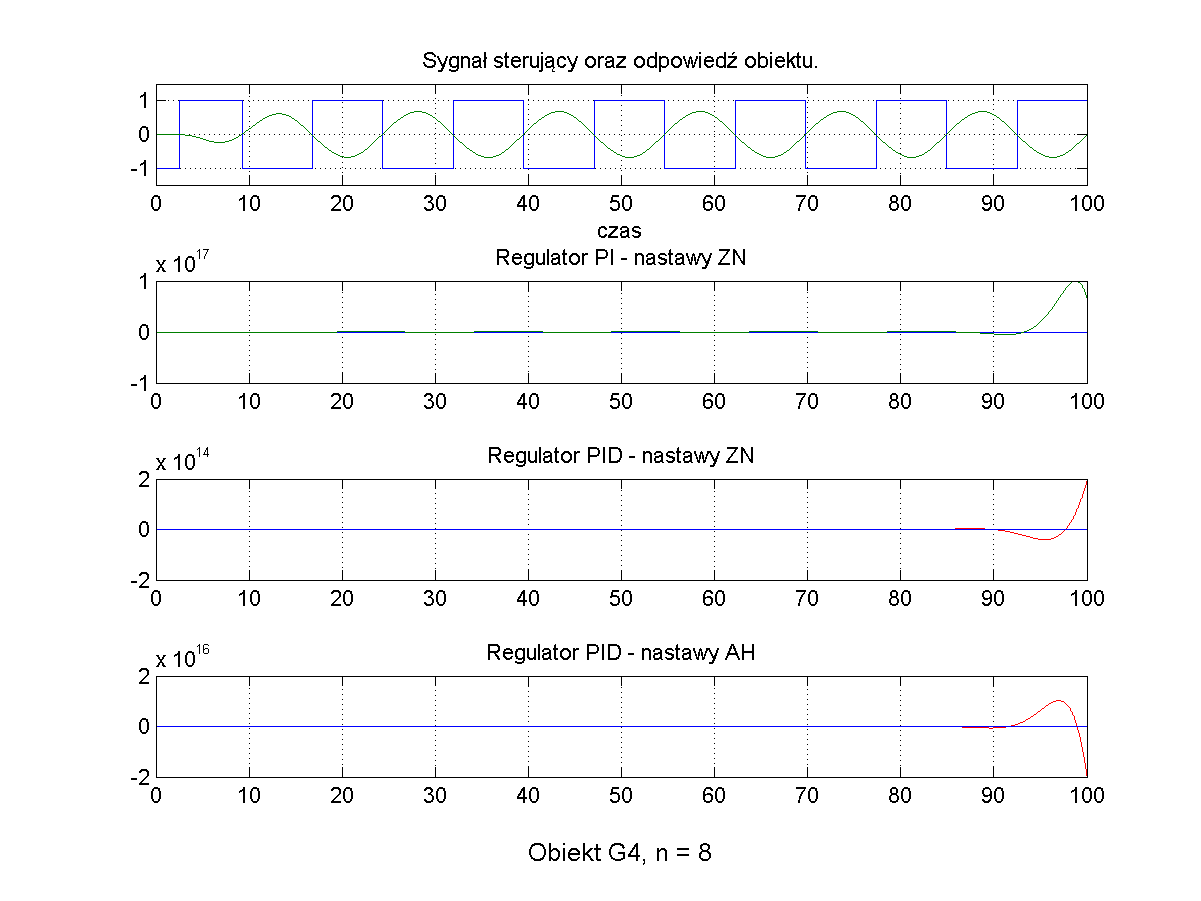 Sygnał sterujący oraz odpowiedź obiektu.
1
0
-1
0 10 20 30 40 50 60 70 80 90 100
czas
Regulator PI - nastawy ZN
x 10^17
1
0
-1
0 10 20 30 40 50 60 70 80 90 100
Regulator PID - nastawy ZN
x 10^14
2
0
-2
0 10 20 30 40 50 60 70 80 90 100
Regulator PID - nastawy AH
x 10^16
2
0
-2
0 10 20 30 40 50 60 70 80 90 100
Obiekt G4, n = 8